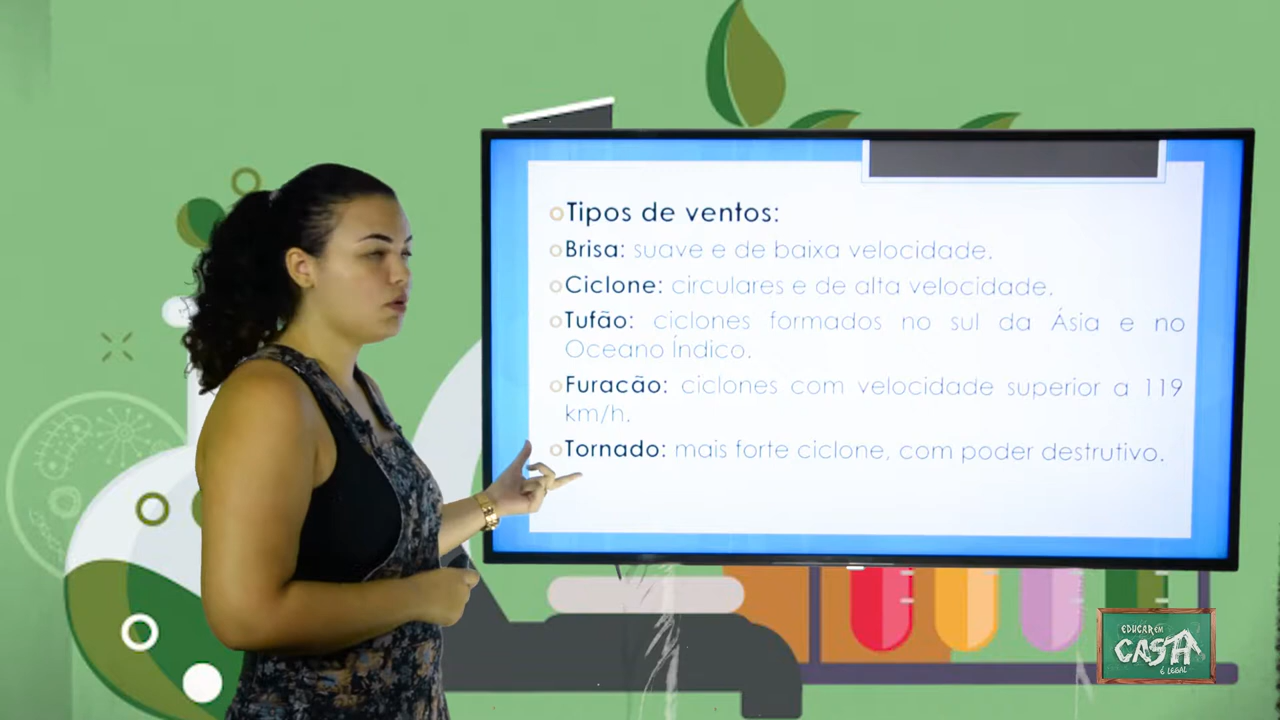 Tipos de ventos:
Brisa: suave e de baixa velocidade.
Ciclone: circulares e de alta velocidade.
Tufão: ciclones formados no sul da Ásia e no
Oceano Índico.
Furacão: ciclones com velocidade superior a 119
km/h.
Tornado: mais forte ciclone, com poder destrutivo.
EDUCAR EM
CASA
É LEGAL